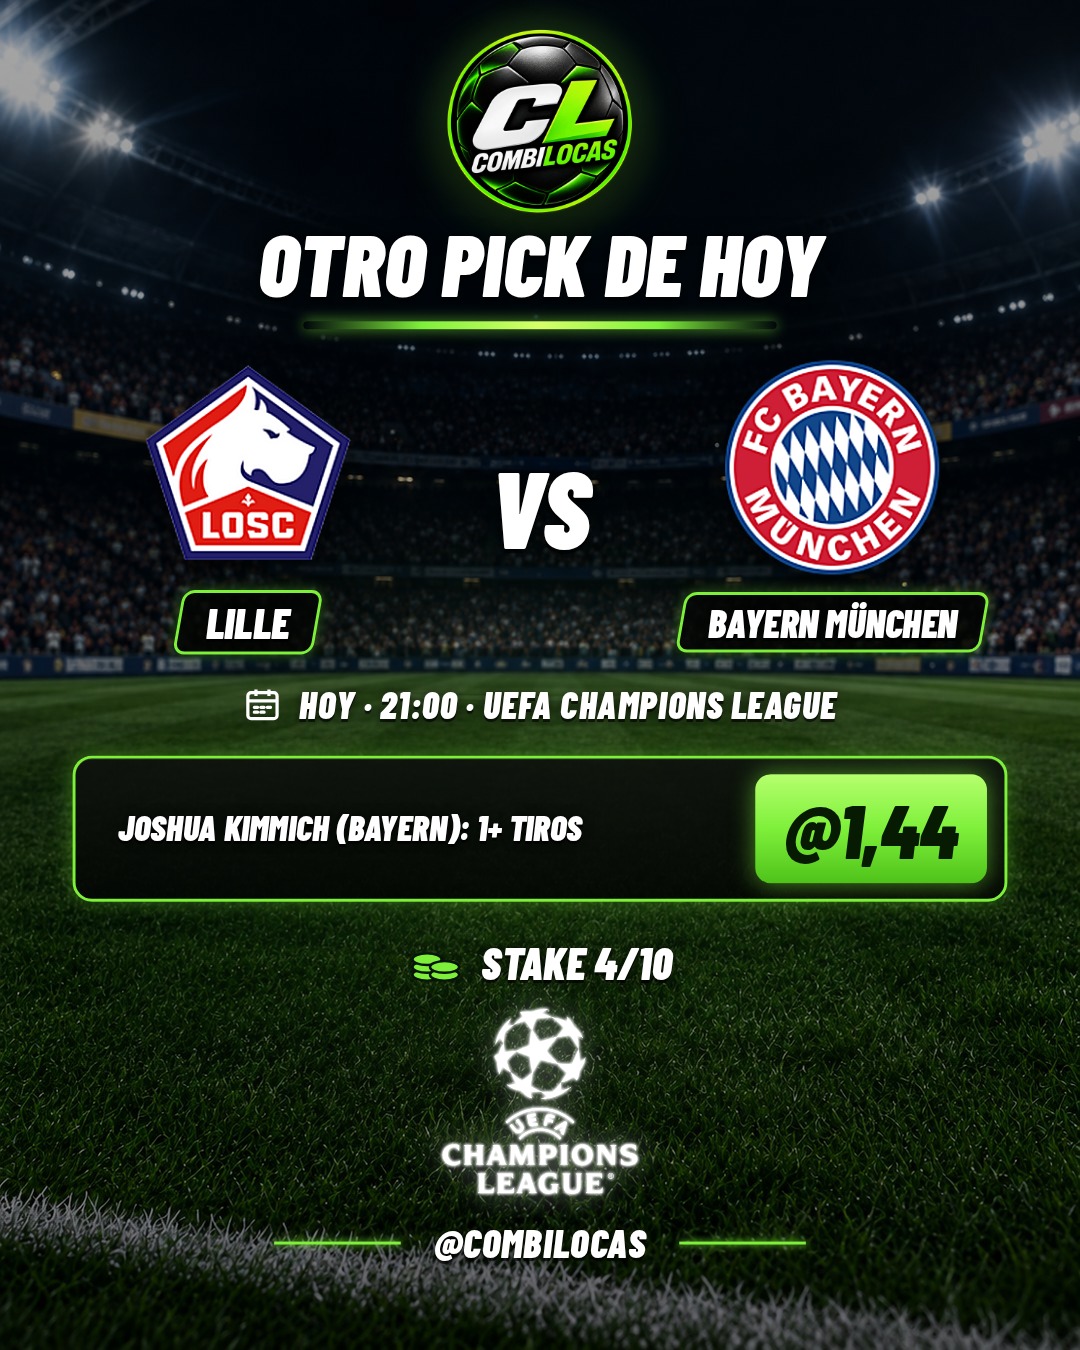 CL
COMBILOCAS
OTRO PICK DE HOY
LOSC
VS
FC BAYERN
MÜNCHEN
LILLE
BAYERN MÜNCHEN
HOY · 21:00 · UEFA CHAMPIONS LEAGUE
JOSHUA KIMMICH (BAYERN): 1+ TIROS
@1,44
STAKE 4/10
UEFA
CHAMPIONS
LEAGUE®
@COMBILOCAS